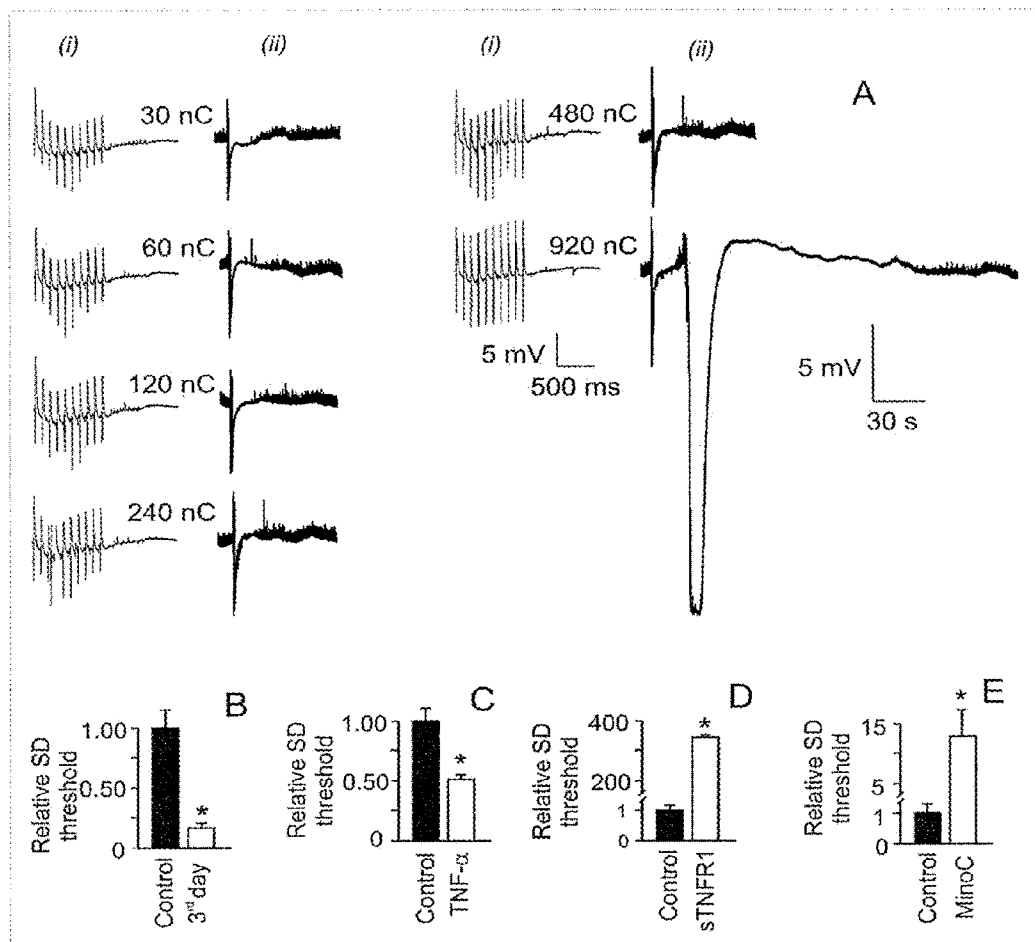 (i) (ii) (i) (ii)
A
30 nC 480 nC
60 nC 920 nC
5 mV
500 ms
5 mV
30 s
120 nC
240 nC
B
Relative SD
threshold
1.00
0.50
0
Control
3rd day
*
C
Relative SD
threshold
1.00
0.50
0
Control
TNF-α
*
D
Relative SD
threshold
400
200
1
0
Control
sTNFR1
*
E
Relative SD
threshold
15
5
1
0
Control
MinoC
*